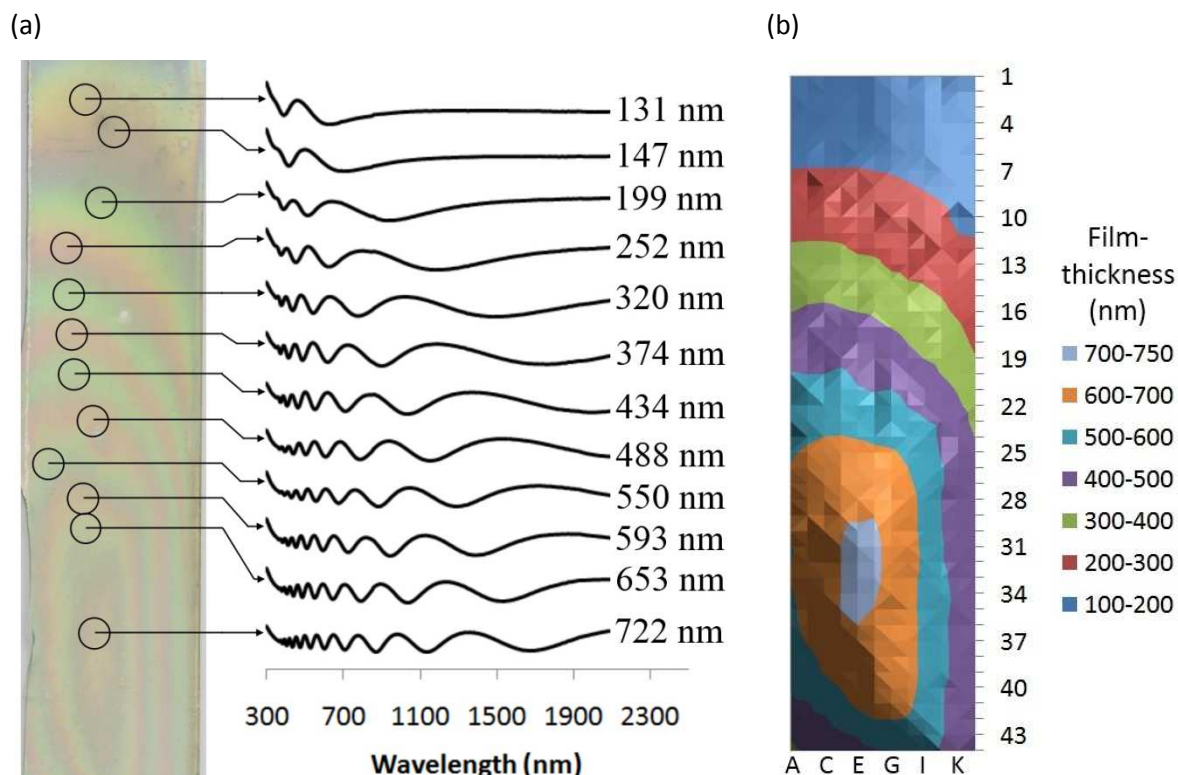 (a)
131 nm
147 nm
199 nm
252 nm
320 nm
374 nm
434 nm
488 nm
550 nm
593 nm
653 nm
722 nm
300 700 1100 1500 1900 2300
Wavelength (nm)
(b)
1
4
7
10
13
16
19
22
25
28
31
34
37
40
43
A C E G I K
Film-
thickness
(nm)
700-750
600-700
500-600
400-500
300-400
200-300
100-200